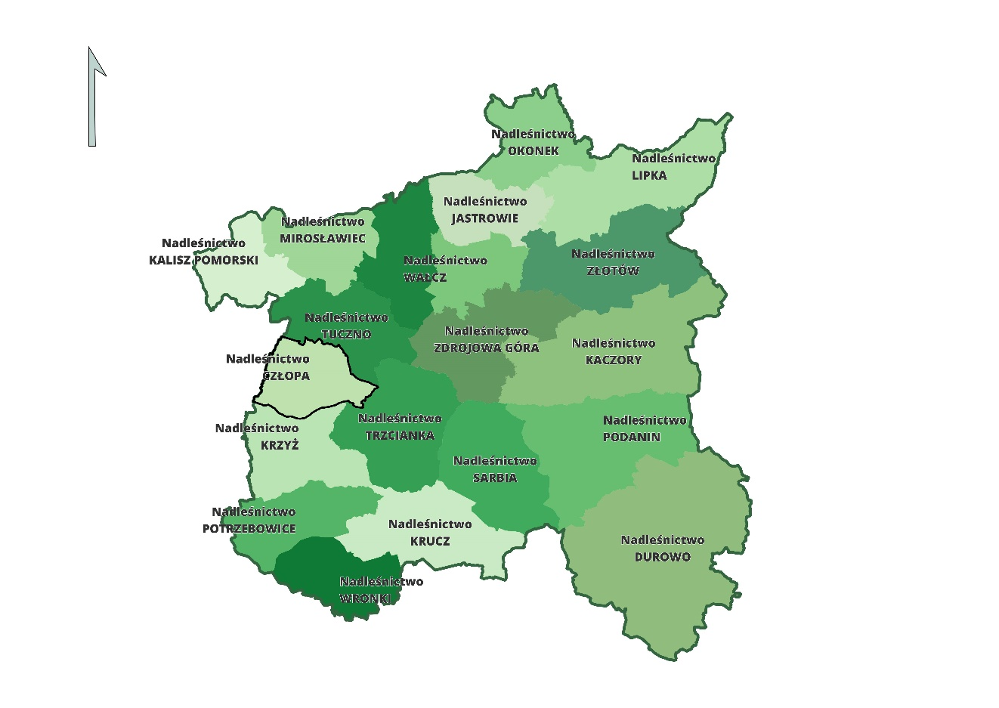 Nadleśnictwo
OKONEK
Nadleśnictwo
LIPKA
Nadleśnictwo
JASTROWIE
Nadleśnictwo
MIROSŁAWIEC
Nadleśnictwo
KALISZ POMORSKI
Nadleśnictwo
WAŁCZ
Nadleśnictwo
ZŁOTÓW
Nadleśnictwo
TUCZNO
Nadleśnictwo
ZDROJOWA GÓRA
Nadleśnictwo
KACZORY
Nadleśnictwo
CZŁOPA
Nadleśnictwo
TRZCIANKA
Nadleśnictwo
PODANIN
Nadleśnictwo
KRZYŻ
Nadleśnictwo
SARBIA
Nadleśnictwo
POTRZEBOWICE
Nadleśnictwo
KRUCZ
Nadleśnictwo
DUROWO
Nadleśnictwo
WRONKI